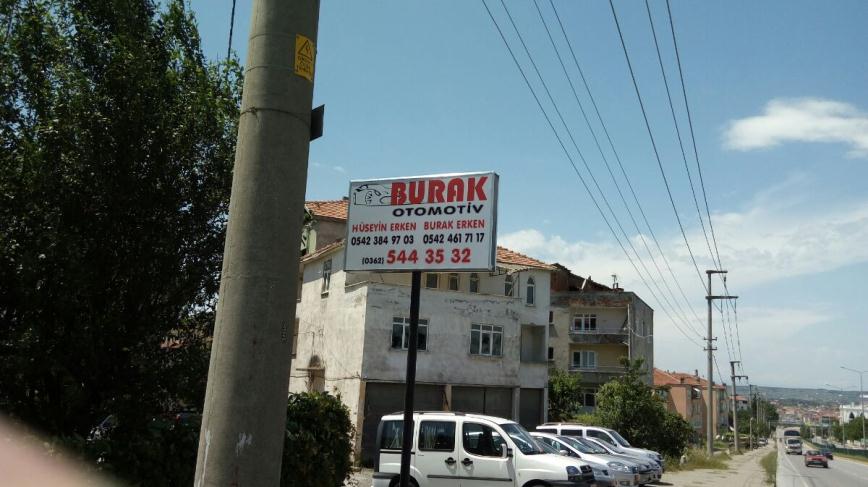 BURAK
OTOMOTİV
HÜSEYİN ERKEN BURAK ERKEN
0542 384 97 03 0542 461 71 17
(0362) 544 35 32